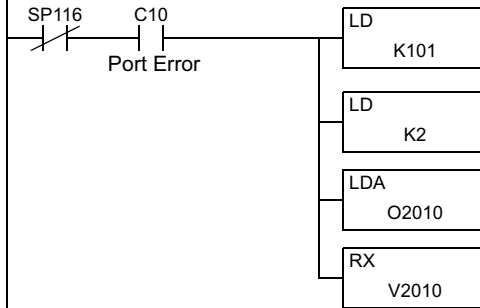 SP116 C10
Port Error
LD
K101
LD
K2
LDA
O2010
RX
V2010